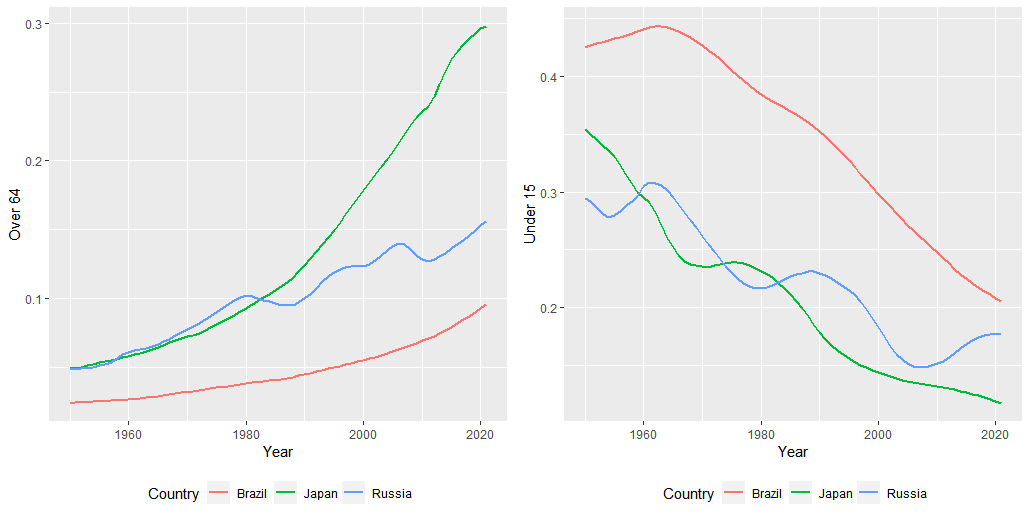 Over 64
0.3
0.2
0.1
1960 1980 2000 2020
Year
Country Brazil Japan Russia
Under 15
0.4
0.3
0.2
1960 1980 2000 2020
Year
Country Brazil Japan Russia